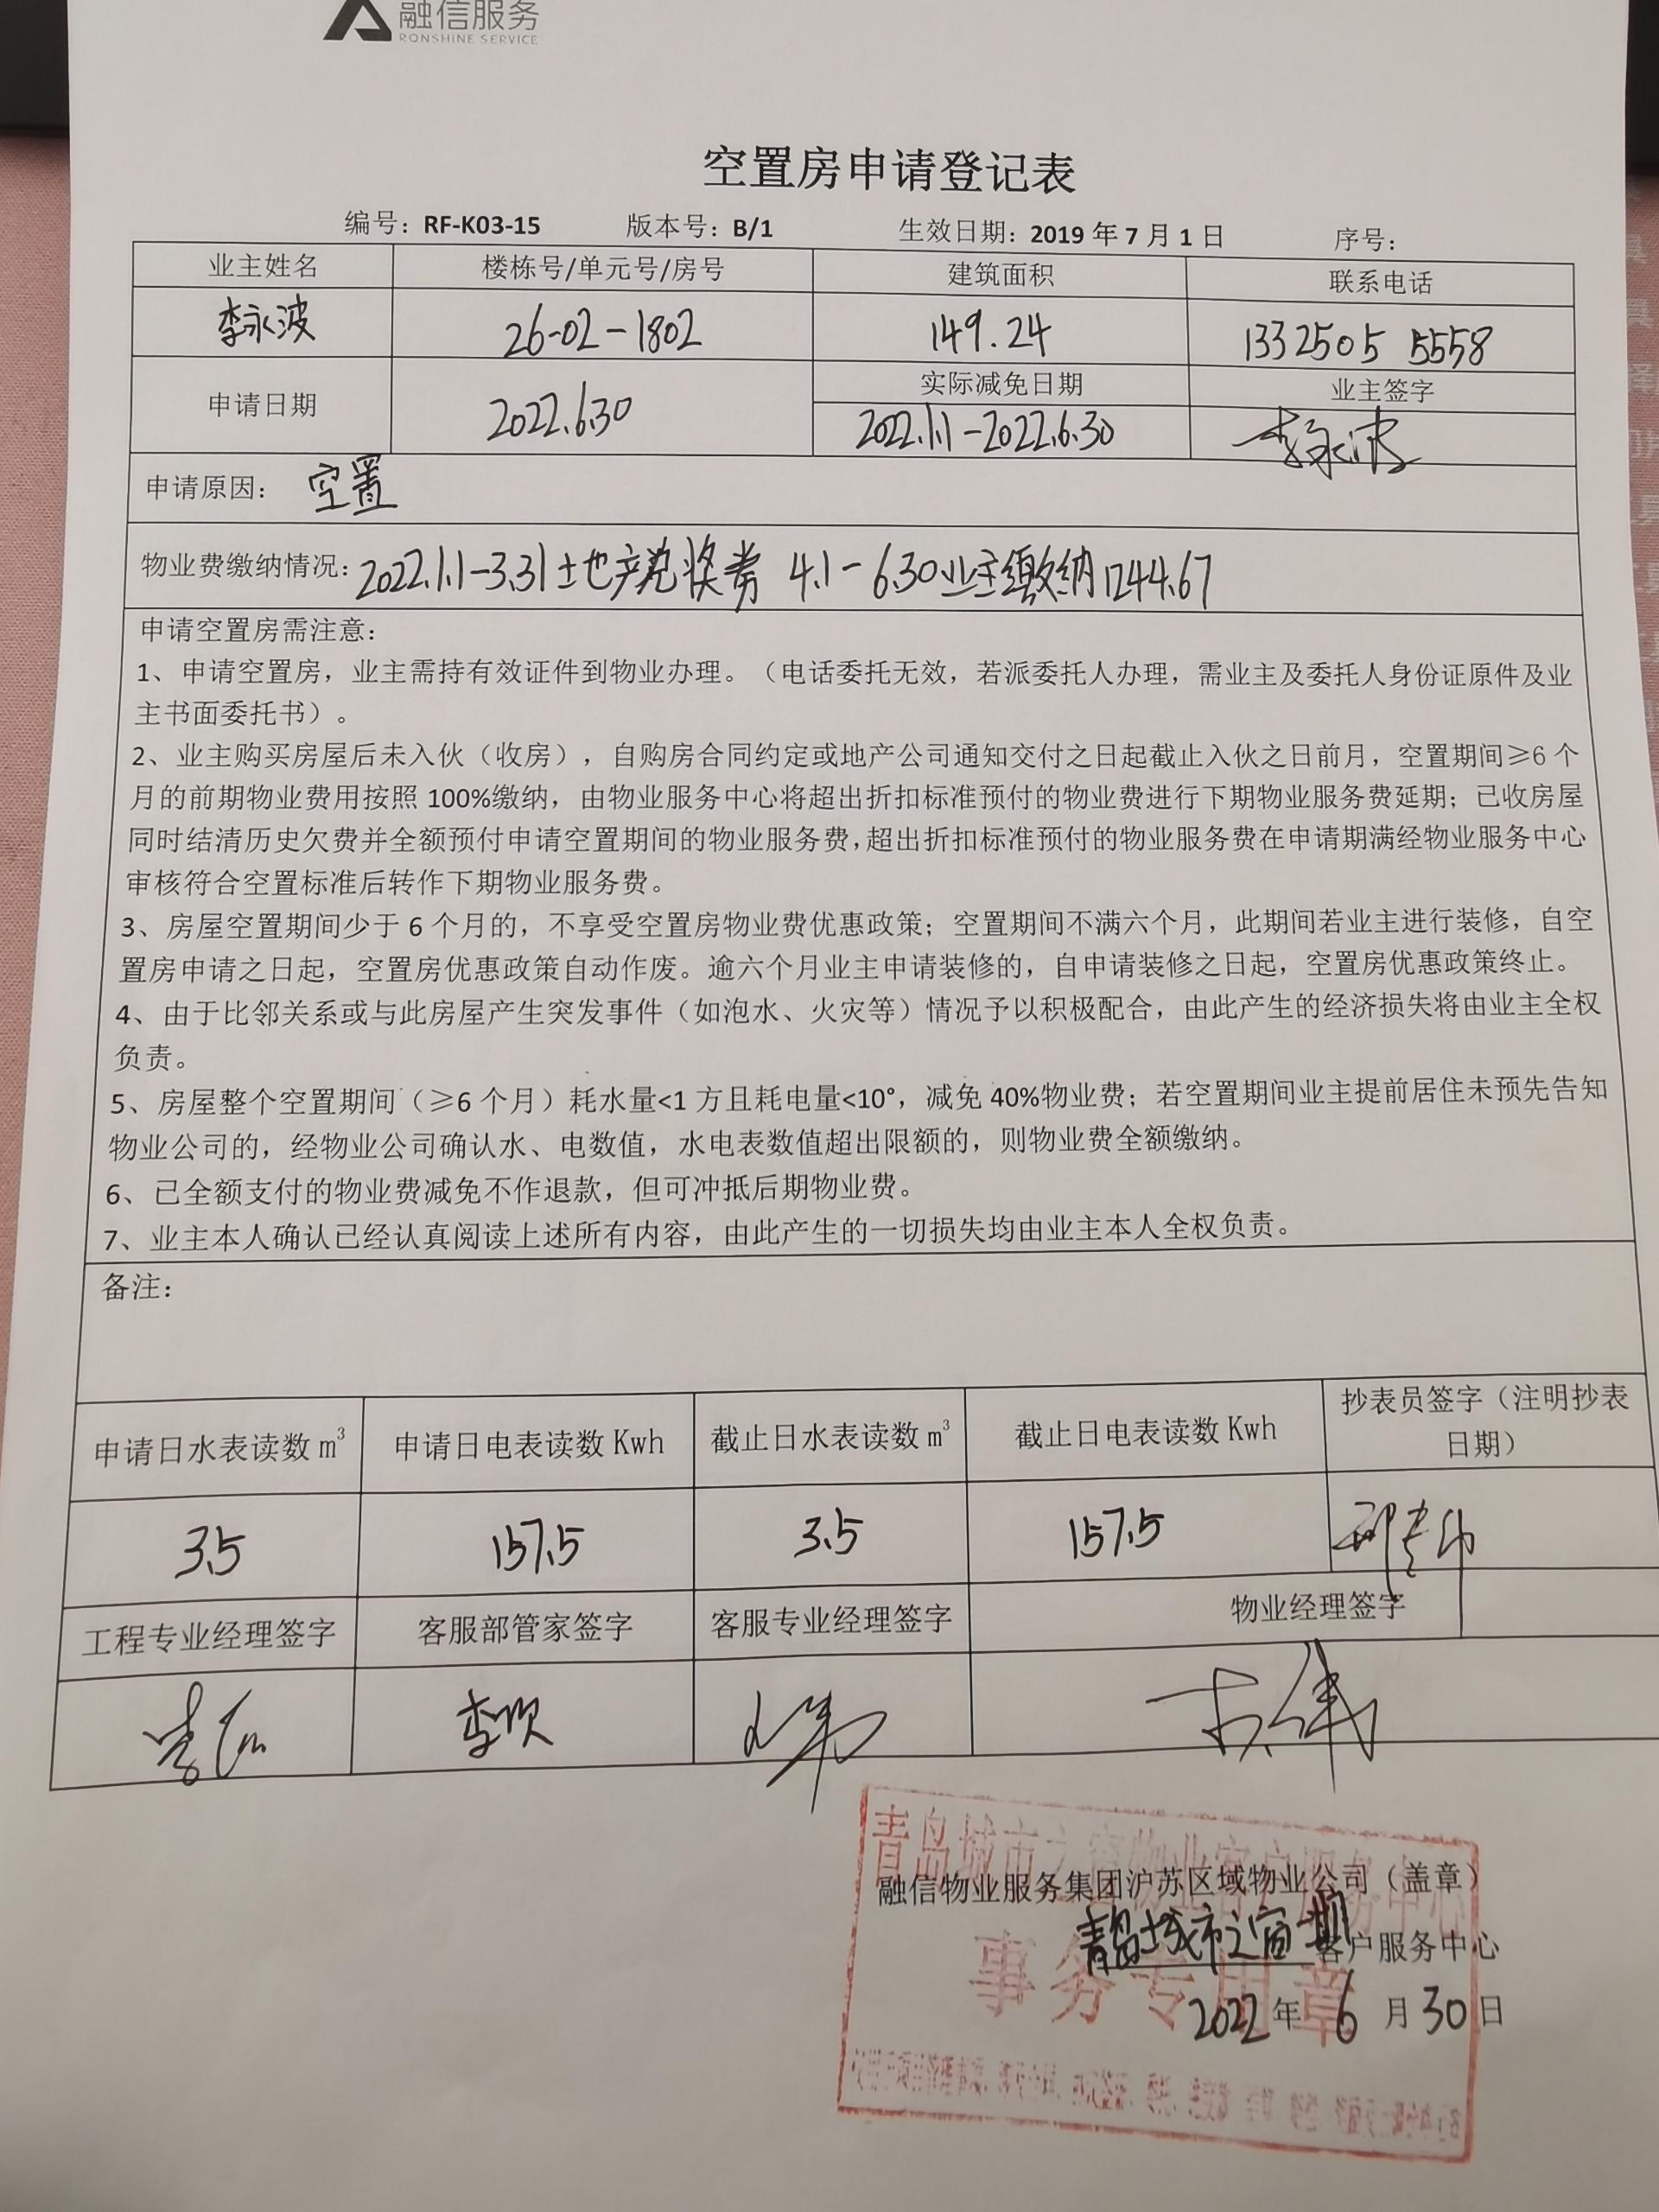 融信服务
RONSHINE SERVICE
空置房申请登记表
编号：RF-K03-15 版本号：B/1 生效日期：2019年7月1日 序号：
业主姓名 楼栋号/单元号/房号 建筑面积 联系电话
李永波 26-02-1802 149.24 13325055558
申请日期 2022.6.30 实际减免日期 业主签字
2022.1.1-2022.6.30 李永波
申请原因：空置
物业费缴纳情况：2022.1.1-3.31土地产兑奖券 4.1-6.30业主缴纳1244.67
申请空置房需注意：
1、申请空置房，业主需持有效证件到物业办理。（电话委托无效，若派委托人办理，需业主及委托人身份证原件及业
主书面委托书）。
2、业主购买房屋后未入伙（收房），自购房合同约定或地产公司通知交付之日起截止入伙之日前月，空置期间≥6个
月的前期物业费用按照100%缴纳，由物业服务中心将超出折扣标准预付的物业费进行下期物业服务费延期；已收房屋
同时结清历史欠费并全额预付申请空置期间的物业服务费，超出折扣标准预付的物业服务费在申请期满经物业服务中心
审核符合空置标准后转作下期物业服务费。
3、房屋空置期间少于6个月的，不享受空置房物业费优惠政策；空置期间不满六个月，此期间若业主进行装修，自空
置房申请之日起，空置房优惠政策自动作废。逾六个月业主申请装修的，自申请装修之日起，空置房优惠政策终止。
4、由于比邻关系或与此房屋产生突发事件（如泡水、火灾等）情况予以积极配合，由此产生的经济损失将由业主全权
负责。
5、房屋整个空置期间（≥6个月）耗水量<1方且耗电量<10°，减免40%物业费；若空置期间业主提前居住未预先告知
物业公司的，经物业公司确认水、电数值，水电表数值超出限额的，则物业费全额缴纳。
6、已全额支付的物业费减免不作退款，但可冲抵后期物业费。
7、业主本人确认已经认真阅读上述所有内容，由此产生的一切损失均由业主本人全权负责。
备注：
申请日水表读数m³ 申请日电表读数Kwh 截止日水表读数m³ 截止日电表读数Kwh 抄表员签字（注明抄表
日期）
3.5 157.5 3.5 157.5
工程专业经理签字 客服部管家签字 客服专业经理签字 物业经理签字
青岛城市之窗物业客户服务中心
融信物业服务集团沪苏区域物业公司（盖章）
青岛城市之窗一期客户服务中心
事务专用章
2022年6月30日